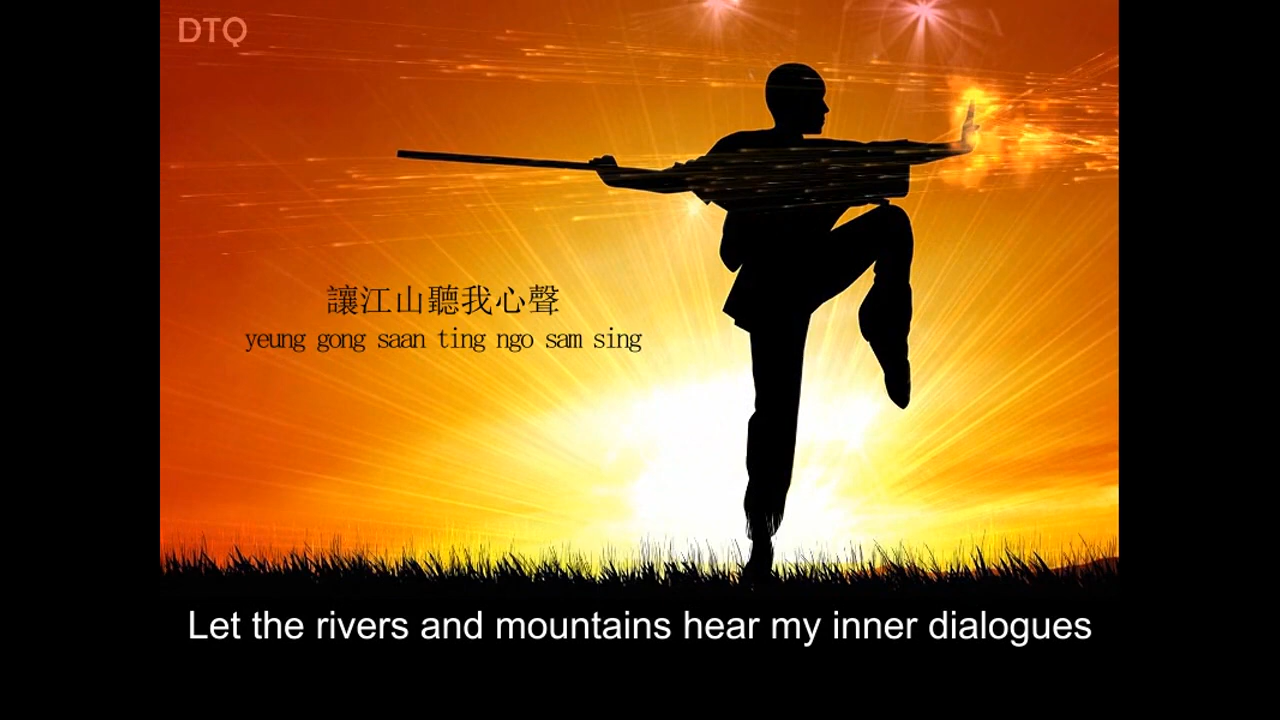 DTQ
讓江山聽我心聲
yeung gong saan ting ngo sam sing
Let the rivers and mountains hear my inner dialogues